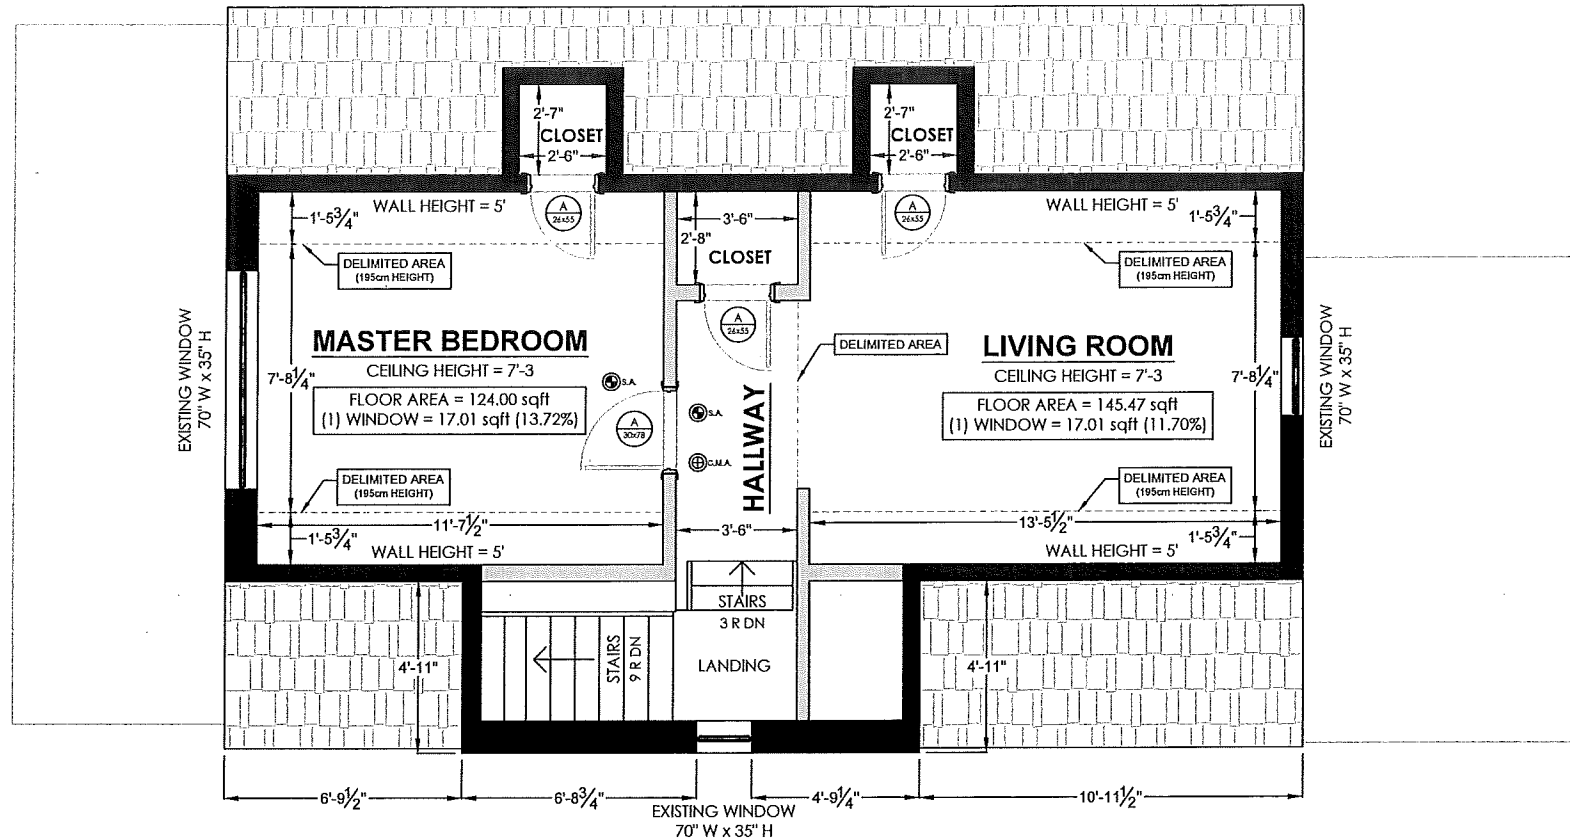 2'-7"
CLOSET
2'-6"
2'-7"
CLOSET
2'-6"
1'-5¾"
WALL HEIGHT = 5'
A
26x55
3'-6"
2'-8"
CLOSET
A
26x55
WALL HEIGHT = 5'
1'-5¾"
DELIMITED AREA
(195cm HEIGHT)
DELIMITED AREA
(195cm HEIGHT)
A
26x55
EXISTING WINDOW
70" W x 35" H
MASTER BEDROOM
CEILING HEIGHT = 7'-3
7'-8¼"
FLOOR AREA = 124.00 sqft
(1) WINDOW = 17.01 sqft (13.72%)
S.A.
A
30x78
S.A.
C.M.A.
HALLWAY
DELIMITED AREA
LIVING ROOM
CEILING HEIGHT = 7'-3
7'-8¼"
FLOOR AREA = 145.47 sqft
(1) WINDOW = 17.01 sqft (11.70%)
EXISTING WINDOW
70" W x 35" H
DELIMITED AREA
(195cm HEIGHT)
DELIMITED AREA
(195cm HEIGHT)
11'-7½"
3'-6"
13'-5½"
1'-5¾"
WALL HEIGHT = 5'
WALL HEIGHT = 5'
1'-5¾"
STAIRS
3 R DN
STAIRS
9 R DN
LANDING
4'-11"
4'-11"
6'-9½"
6'-8¾"
4'-9¼"
10'-11½"
EXISTING WINDOW
70" W x 35" H